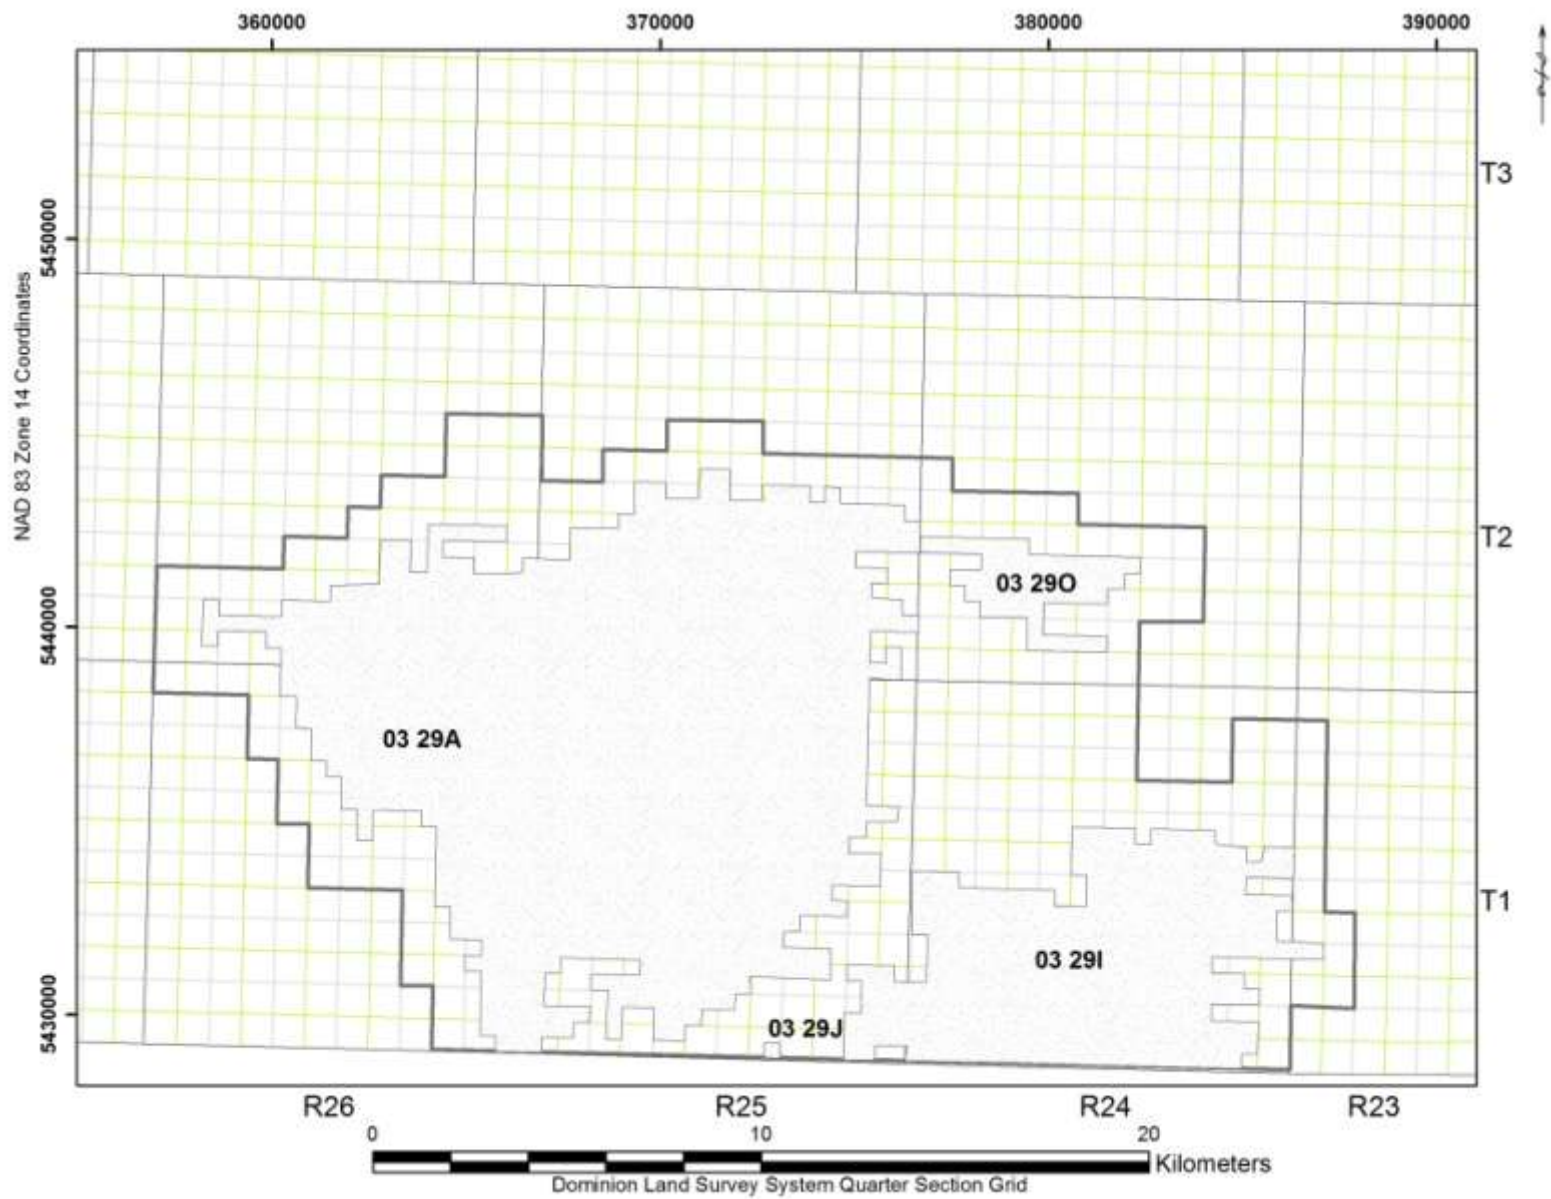 360000 370000 380000 390000
T3
5450000
NAD 83 Zone 14 Coordinates
T2
03 29O
5440000
03 29A
T1
03 29I
5430000
03 29J
R26 R25 R24 R23
0 10 20
Kilometers
Dominion Land Survey System Quarter Section Grid